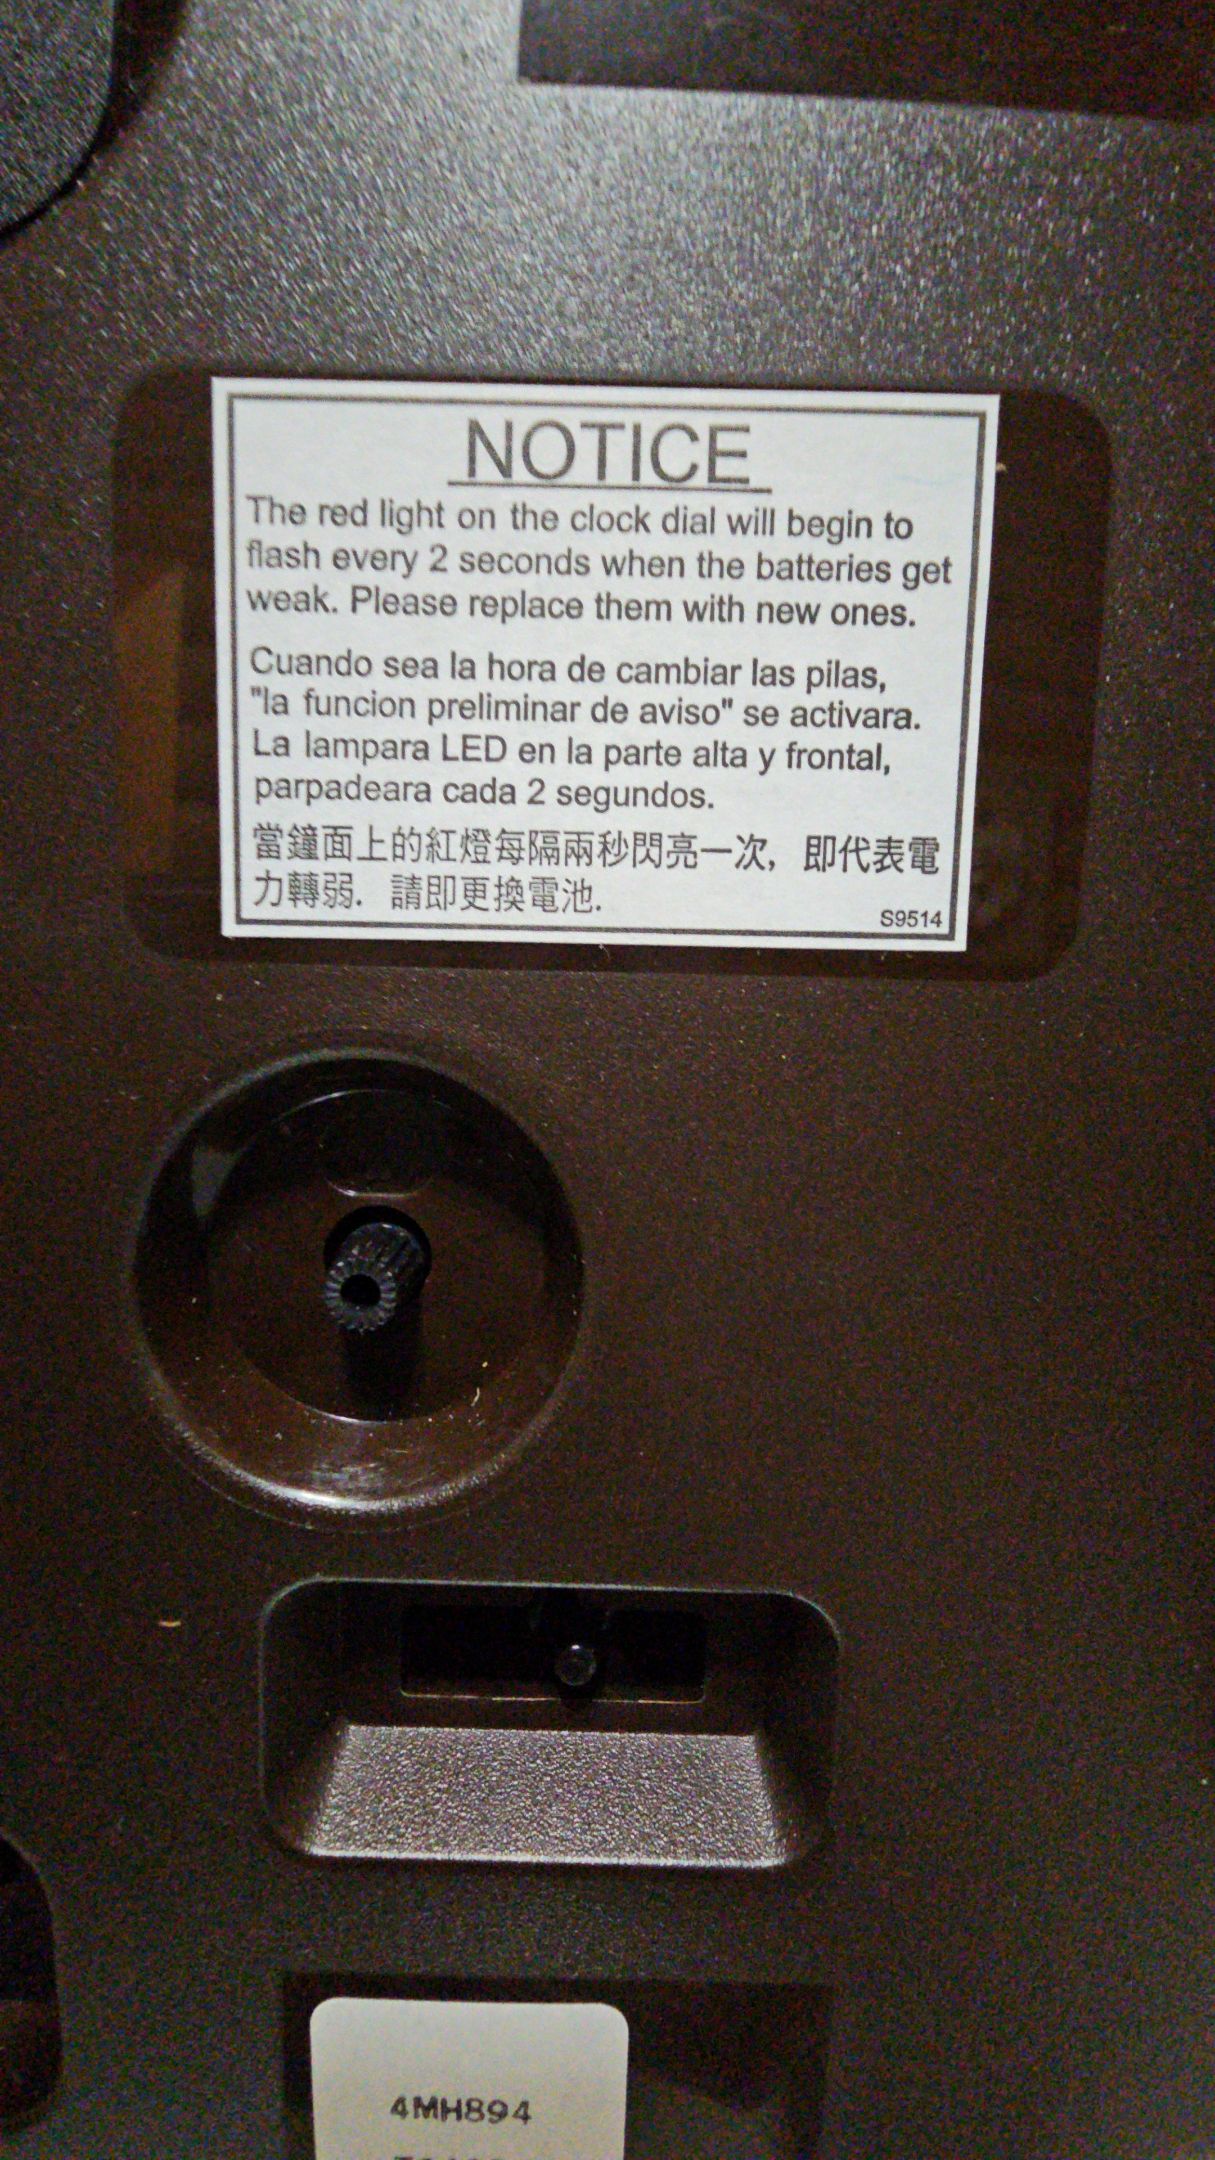 NOTICE
The red light on the clock dial will begin to
flash every 2 seconds when the batteries get
weak. Please replace them with new ones.
Cuando sea la hora de cambiar las pilas,
"la funcion preliminar de aviso" se activara.
La lampara LED en la parte alta y frontal,
parpadeara cada 2 segundos.
當鐘面上的紅燈每隔兩秒閃亮一次, 即代表電
力轉弱. 請即更換電池.
S9514
4MH894